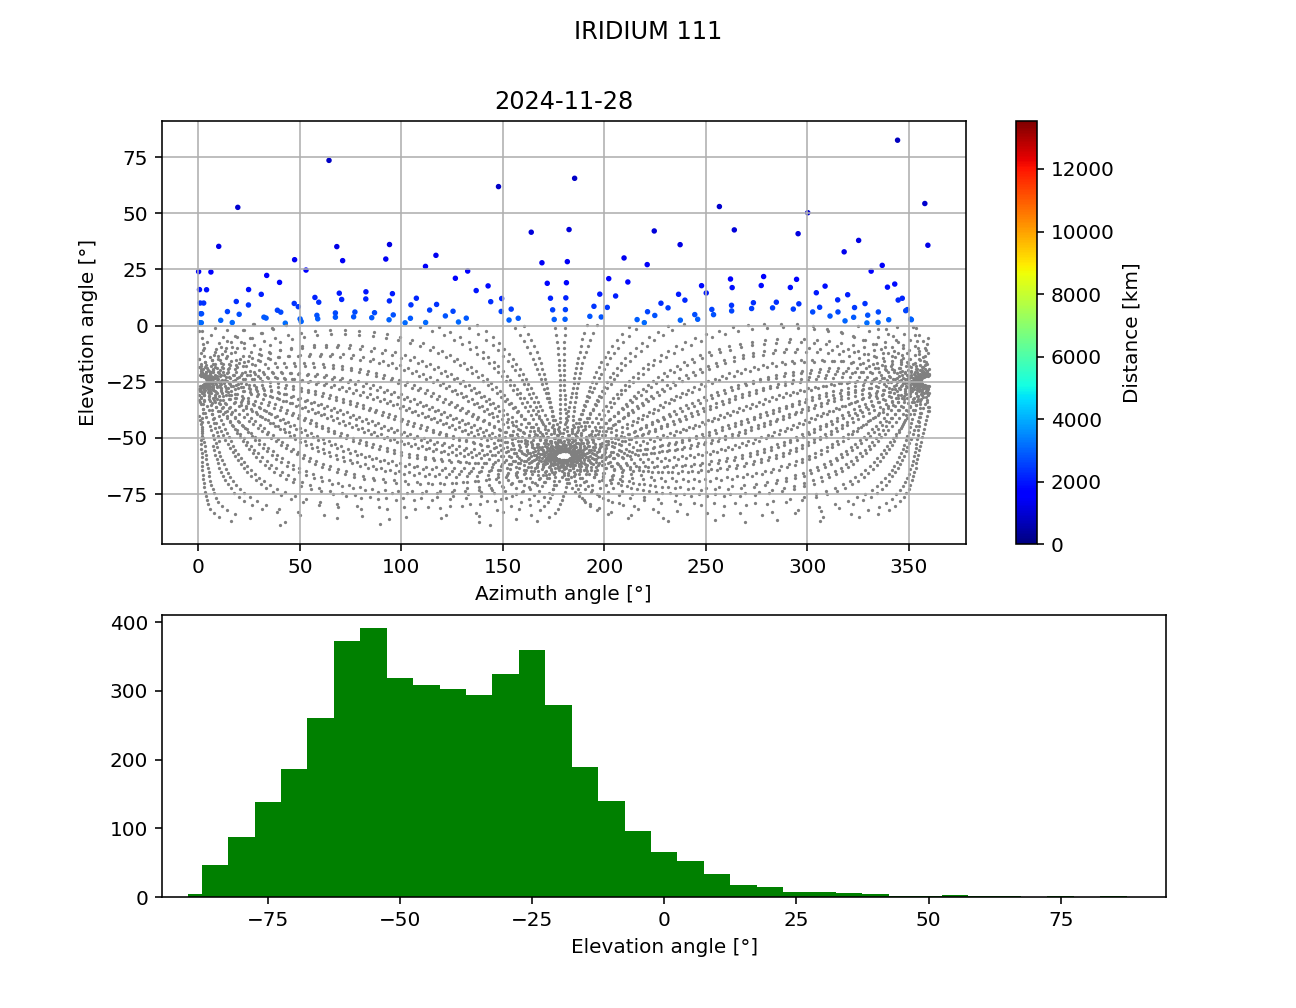 IRIDIUM 111
2024-11-28
75
50
25
0
−25
−50
−75
Elevation angle [°]
0 50 100 150 200 250 300 350
Azimuth angle [°]
12000
10000
8000
6000
4000
2000
0
Distance [km]
400
300
200
100
0
−75 −50 −25 0 25 50 75
Elevation angle [°]